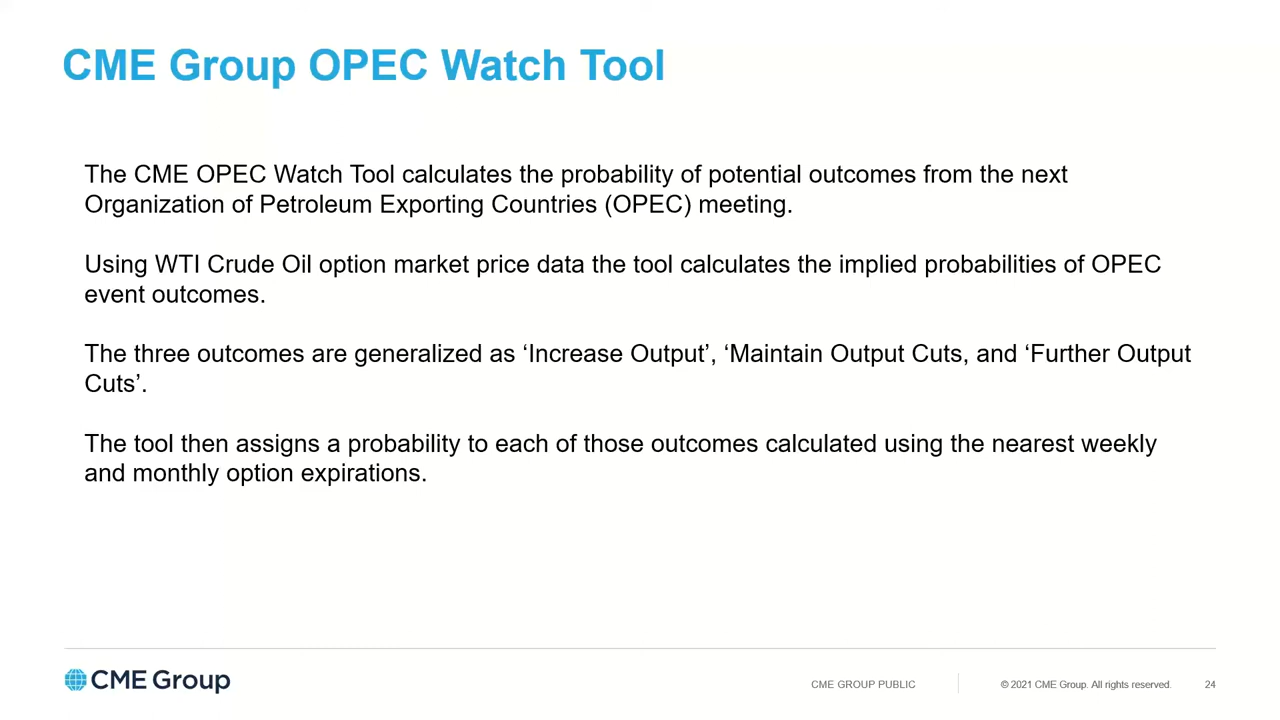 CME Group OPEC Watch Tool
The CME OPEC Watch Tool calculates the probability of potential outcomes from the next
Organization of Petroleum Exporting Countries (OPEC) meeting.
Using WTI Crude Oil option market price data the tool calculates the implied probabilities of OPEC
event outcomes.
The three outcomes are generalized as ‘Increase Output’, ‘Maintain Output Cuts, and ‘Further Output
Cuts’.
The tool then assigns a probability to each of those outcomes calculated using the nearest weekly
and monthly option expirations.
CME Group
CME GROUP PUBLIC
© 2021 CME Group. All rights reserved.
24